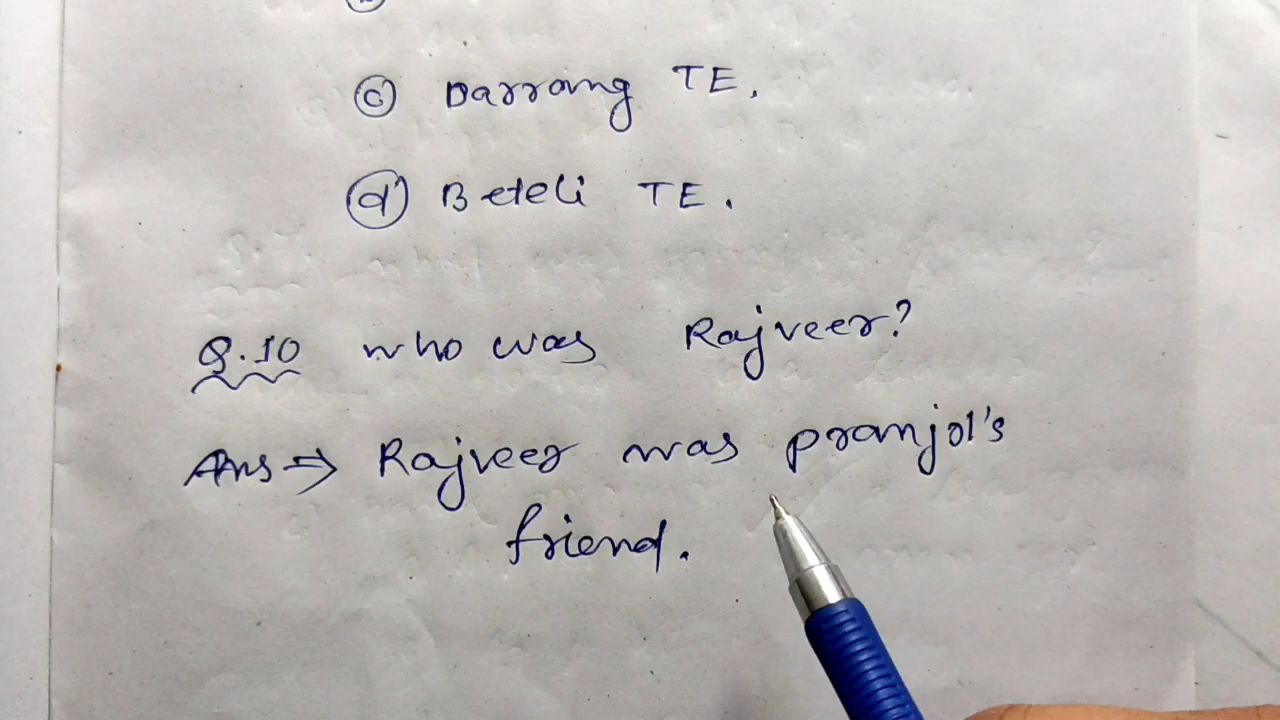 (c) Darrang TE.
(d) Beteli TE.
Q.10 who was Rajveer?
Ans ⇒ Rajveer was pranjol's
friend.